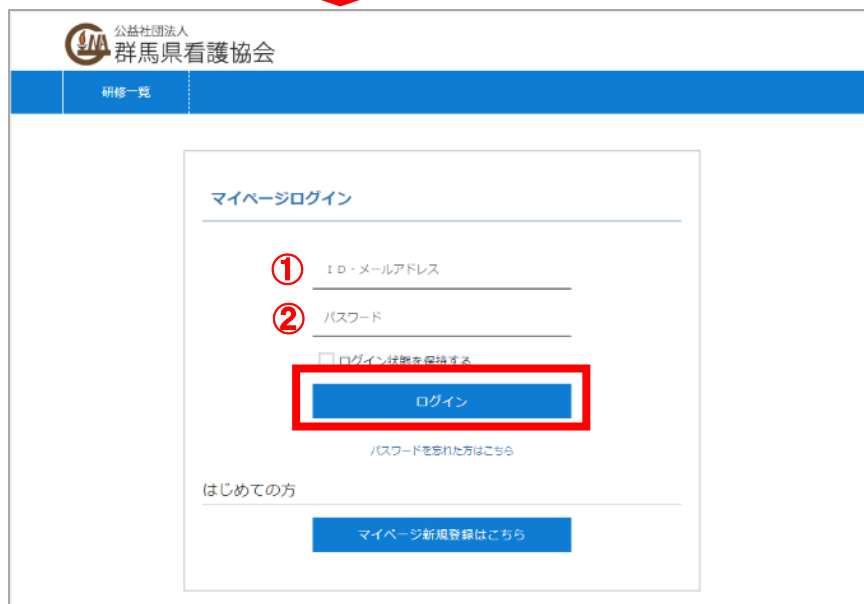 公益社団法人
群馬県看護協会
研修一覧
マイページログイン
① ID・メールアドレス
② パスワード
ログイン状態を保持する
ログイン
パスワードを忘れた方はこちら
はじめての方
マイページ新規登録はこちら